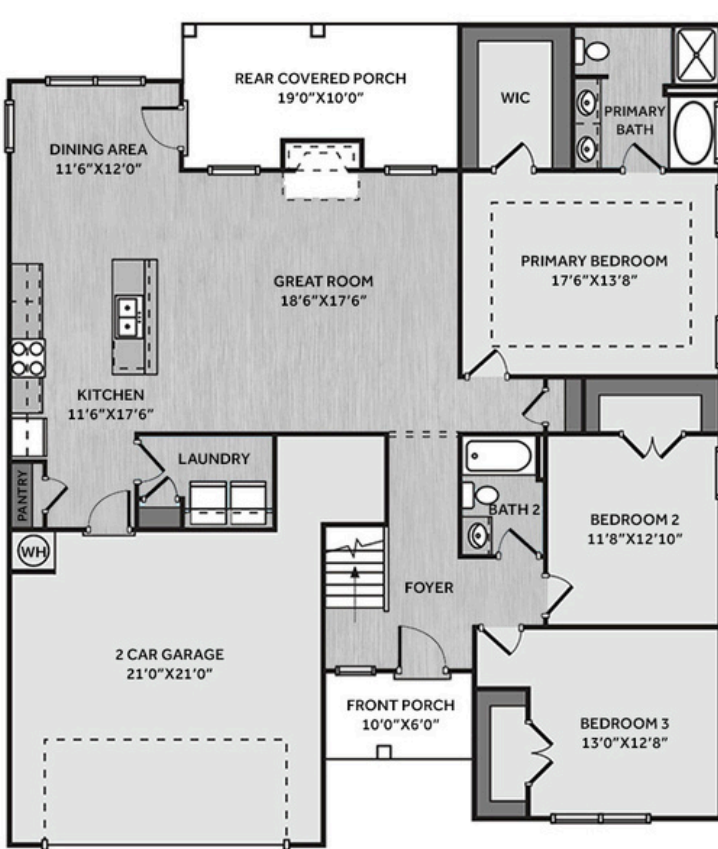 REAR COVERED PORCH
19'0"X10'0"
WIC
PRIMARY
BATH
DINING AREA
11'6"X12'0"
PRIMARY BEDROOM
17'6"X13'8"
GREAT ROOM
18'6"X17'6"
KITCHEN
11'6"X17'6"
LAUNDRY
PANTRY
BATH 2
BEDROOM 2
11'8"X12'10"
WH
FOYER
2 CAR GARAGE
21'0"X21'0"
FRONT PORCH
10'0"X6'0"
BEDROOM 3
13'0"X12'8"